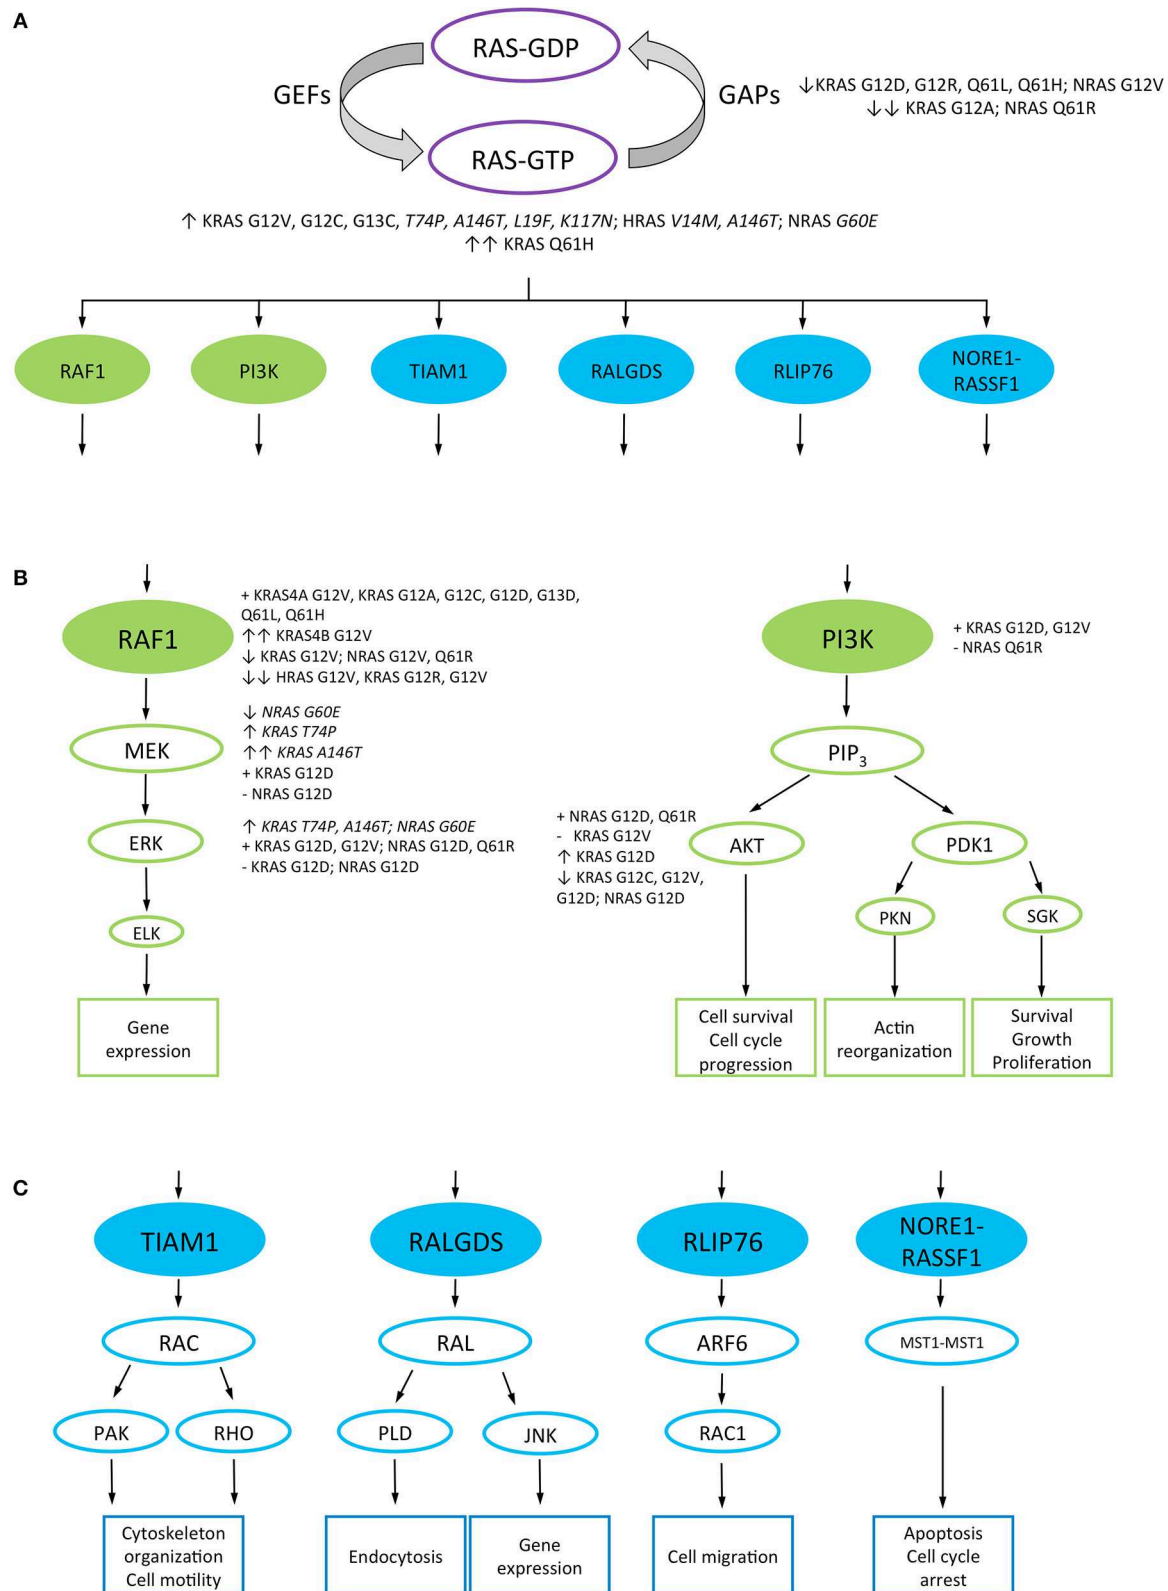 A
RAS-GDP
GEFs
GAPs
↓KRAS G12D, G12R, Q61L, Q61H; NRAS G12V
↓↓ KRAS G12A; NRAS Q61R
RAS-GTP
↑ KRAS G12V, G12C, G13C, T74P, A146T, L19F, K117N; HRAS V14M, A146T; NRAS G60E
↑↑ KRAS Q61H
RAF1
PI3K
TIAM1
RALGDS
RLIP76
NORE1-
RASSF1
B
RAF1
+ KRAS4A G12V, KRAS G12A, G12C, G12D, G13D,
Q61L, Q61H
↑↑ KRAS4B G12V
↓ KRAS G12V; NRAS G12V, Q61R
↓↓ HRAS G12V, KRAS G12R, G12V
MEK
↓ NRAS G60E
↑ KRAS T74P
↑↑ KRAS A146T
+ KRAS G12D
- NRAS G12D
ERK
↑ KRAS T74P, A146T; NRAS G60E
+ KRAS G12D, G12V; NRAS G12D, Q61R
- KRAS G12D; NRAS G12D
ELK
Gene
expression
PI3K
+ KRAS G12D, G12V
- NRAS Q61R
PIP3
+ NRAS G12D, Q61R
- KRAS G12V
↑ KRAS G12D
↓ KRAS G12C, G12V,
G12D; NRAS G12D
AKT
PDK1
PKN
SGK
Cell survival
Cell cycle
progression
Actin
reorganization
Survival
Growth
Proliferation
C
TIAM1
RALGDS
RLIP76
NORE1-
RASSF1
RAC
RAL
ARF6
MST1-MST1
PAK
RHO
PLD
JNK
RAC1
Cytoskeleton
organization
Cell motility
Endocytosis
Gene
expression
Cell migration
Apoptosis
Cell cycle
arrest